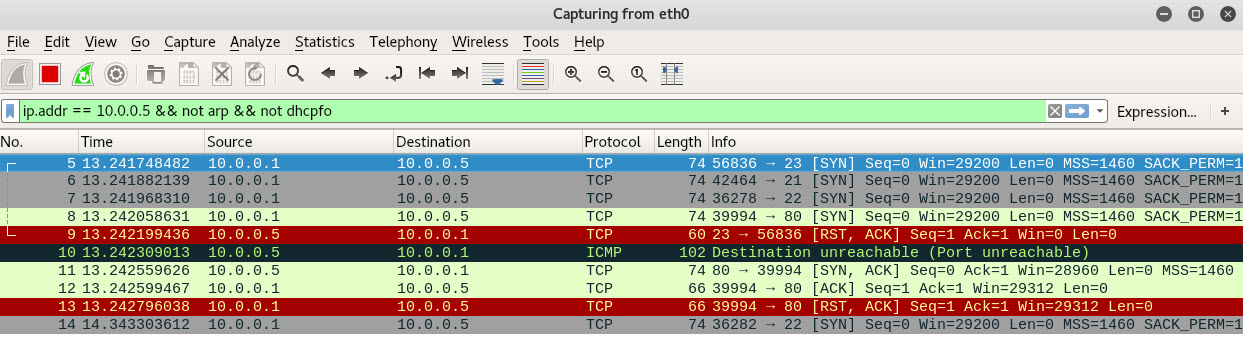 Capturing from eth0
File Edit View Go Capture Analyze Statistics Telephony Wireless Tools Help
ip.addr == 10.0.0.5 && not arp && not dhcpfo Expression... +
No. Time Source Destination Protocol Length Info
5 13.241748482 10.0.0.1 10.0.0.5 TCP 74 56836 → 23 [SYN] Seq=0 Win=29200 Len=0 MSS=1460 SACK_PERM=1
6 13.241882139 10.0.0.1 10.0.0.5 TCP 74 42464 → 21 [SYN] Seq=0 Win=29200 Len=0 MSS=1460 SACK_PERM=1
7 13.241968310 10.0.0.1 10.0.0.5 TCP 74 36278 → 22 [SYN] Seq=0 Win=29200 Len=0 MSS=1460 SACK_PERM=1
8 13.242058631 10.0.0.1 10.0.0.5 TCP 74 39994 → 80 [SYN] Seq=0 Win=29200 Len=0 MSS=1460 SACK_PERM=1
9 13.242199436 10.0.0.5 10.0.0.1 TCP 60 23 → 56836 [RST, ACK] Seq=1 Ack=1 Win=0 Len=0
10 13.242309013 10.0.0.5 10.0.0.1 ICMP 102 Destination unreachable (Port unreachable)
11 13.242559626 10.0.0.5 10.0.0.1 TCP 74 80 → 39994 [SYN, ACK] Seq=0 Ack=1 Win=28960 Len=0 MSS=1460
12 13.242599467 10.0.0.1 10.0.0.5 TCP 66 39994 → 80 [ACK] Seq=1 Ack=1 Win=29312 Len=0
13 13.242796038 10.0.0.1 10.0.0.5 TCP 66 39994 → 80 [RST, ACK] Seq=1 Ack=1 Win=29312 Len=0
14 14.343303612 10.0.0.1 10.0.0.5 TCP 74 36282 → 22 [SYN] Seq=0 Win=29200 Len=0 MSS=1460 SACK_PERM=1